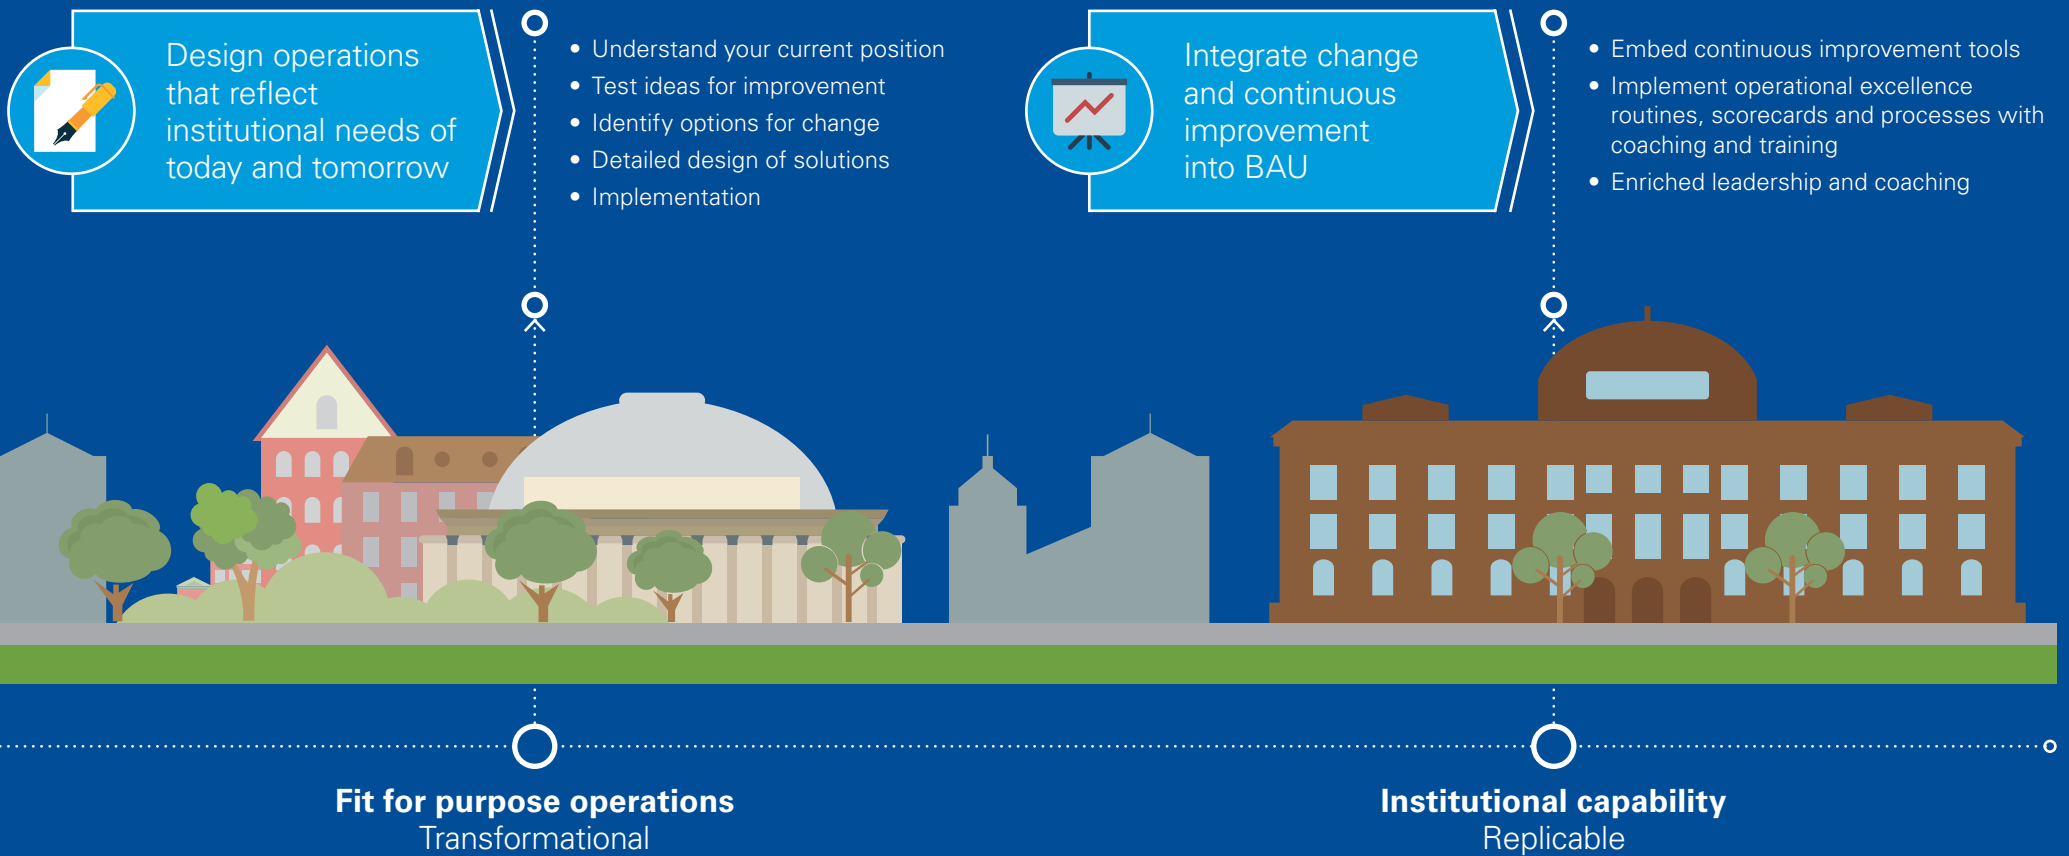 Design operations
that reflect
institutional needs of
today and tomorrow
• Understand your current position
• Test ideas for improvement
• Identify options for change
• Detailed design of solutions
• Implementation
Integrate change
and continuous
improvement
into BAU
• Embed continuous improvement tools
• Implement operational excellence
routines, scorecards and processes with
coaching and training
• Enriched leadership and coaching
Fit for purpose operations
Transformational
Institutional capability
Replicable